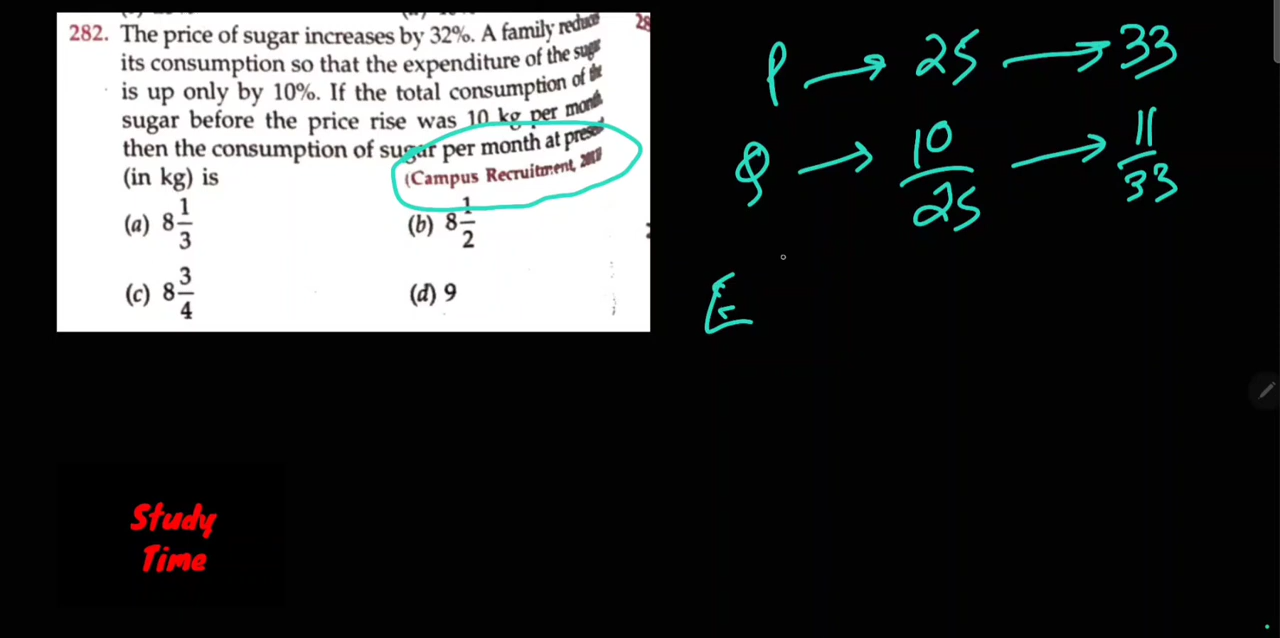 282. The price of sugar increases by 32%. A family reduces
its consumption so that the expenditure of the sugar
is up only by 10%. If the total consumption of the
sugar before the price rise was 10 kg per month
then the consumption of sugar per month at present
(in kg) is
(Campus Recruitment,
(a) 8 1/3
(b) 8 1/2
(c) 8 3/4
(d) 9
P → 25 → 33
Q → 10/25 → 11/33
E
Study
Time